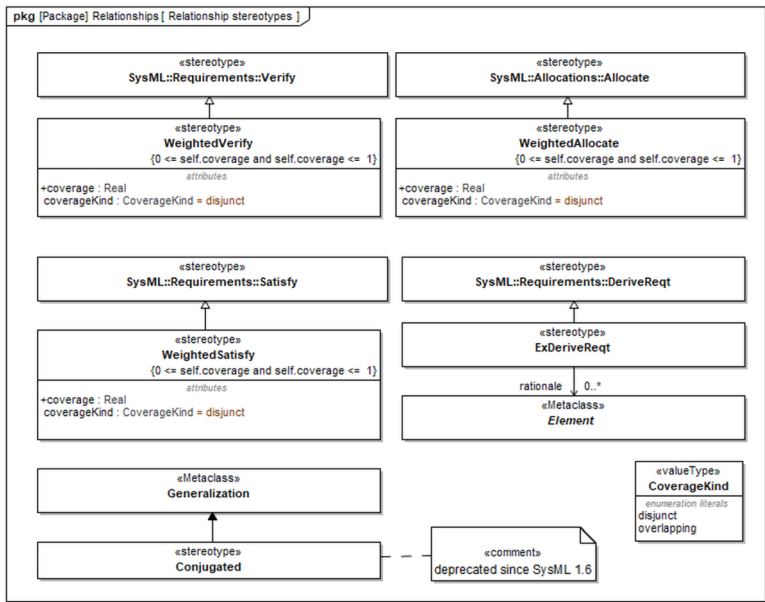 pkg [Package] Relationships [ Relationship stereotypes ]
«stereotype»
SysML::Requirements::Verify
«stereotype»
WeightedVerify
{0 <= self.coverage and self.coverage <= 1}
attributes
+coverage : Real
coverageKind : CoverageKind = disjunct
«stereotype»
SysML::Allocations::Allocate
«stereotype»
WeightedAllocate
{0 <= self.coverage and self.coverage <= 1}
attributes
+coverage : Real
coverageKind : CoverageKind = disjunct
«stereotype»
SysML::Requirements::Satisfy
«stereotype»
WeightedSatisfy
{0 <= self.coverage and self.coverage <= 1}
attributes
+coverage : Real
coverageKind : CoverageKind = disjunct
«stereotype»
SysML::Requirements::DeriveReqt
«stereotype»
ExDeriveReqt
rationale 0..*
«Metaclass»
Element
«Metaclass»
Generalization
«stereotype»
Conjugated
«comment»
deprecated since SysML 1.6
«valueType»
CoverageKind
enumeration literals
disjunct
overlapping